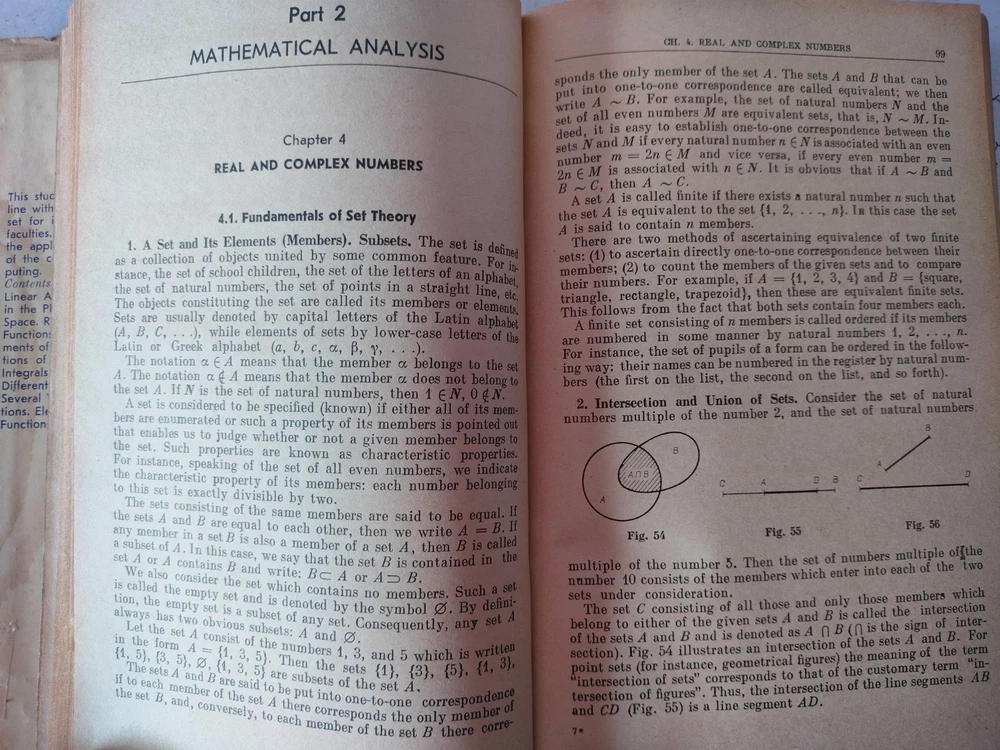 This stud
line with
set for i
faculties.
the appl
of the c
puting.
Contents
Linear A
in the Pl
Space. R
Function
ments of
tions of
Integrals
Different
Several
tions. Ele
Function
Part 2
MATHEMATICAL ANALYSIS
Chapter 4
REAL AND COMPLEX NUMBERS
4.1. Fundamentals of Set Theory
1. A Set and Its Elements (Members). Subsets. The set is defined
as a collection of objects united by some common feature. For in-
stance, the set of school children, the set of the letters of an alphabet,
the set of natural numbers, the set of points in a straight line, etc.
The objects constituting the set are called its members or elements.
Sets are usually denoted by capital letters of the Latin alphabet
(A, B, C, . . .), while elements of sets by lower-case letters of the
Latin or Greek alphabet (a, b, c, α, β, γ, . . .).
The notation α ∈ A means that the member α belongs to the set
A. The notation α ∉ A means that the member α does not belong to
the set A. If N is the set of natural numbers, then 1 ∈ N, 0 ∉ N.
A set is considered to be specified (known) if either all of its mem-
bers are enumerated or such a property of its members is pointed out
that enables us to judge whether or not a given member belongs to
the set. Such properties are known as characteristic properties.
For instance, speaking of the set of all even numbers, we indicate
the characteristic property of its members: each number belonging
to this set is exactly divisible by two.
The sets consisting of the same members are said to be equal. If
the sets A and B are equal to each other, then we write A = B. If
any member in a set B is also a member of a set A, then B is called
a subset of A. In this case, we say that the set B is contained in the
set A or A contains B and write: B ⊂ A or A ⊃ B.
We also consider the set which contains no members. Such a set
is called the empty set and is denoted by the symbol ∅. By defini-
tion, the empty set is a subset of any set. Consequently, any set A
always has two obvious subsets: A and ∅.
Let the set A consist of the numbers 1, 3, and 5 which is written
in the form A = {1, 3, 5}. Then the sets {1} {3}, {5}, {1, 3},
{1, 5}, {3, 5}, ∅, {1, 3, 5} are subsets of the set A.
The sets A and B are said to be put into one-to-one correspondence
if to each member of the set A there corresponds the only member of
the set B, and, conversely, to each member of the set B there corre-
CH. 4. REAL AND COMPLEX NUMBERS 99
sponds the only member of the set A. The sets A and B that can be
put into one-to-one correspondence are called equivalent; we then
write A ~ B. For example, the set of natural numbers N and the
set of all even numbers M are equivalent sets, that is, N ~ M. In-
deed, it is easy to establish one-to-one correspondence between the
sets N and M if every natural number n ∈ N is associated with an even
number m = 2n ∈ M and vice versa, if every even number m =
2n ∈ M is associated with n ∈ N. It is obvious that if A ~ B and
B ~ C, then A ~ C.
A set A is called finite if there exists a natural number n such that
the set A is equivalent to the set {1, 2, . . ., n}. In this case the set
A is said to contain n members.
There are two methods of ascertaining equivalence of two finite
sets: (1) to ascertain directly one-to-one correspondence between their
members; (2) to count the members of the given sets and to compare
their numbers. For example, if A = {1, 2, 3, 4} and B = {square,
triangle, rectangle, trapezoid}, then these are equivalent finite sets.
This follows from the fact that both sets contain four members each.
A finite set consisting of n members is called ordered if its members
are numbered in some manner by natural numbers 1, 2, . . ., n.
For instance, the set of pupils of a form can be ordered in the follow-
ing way: their names can be numbered in the register by natural num-
bers (the first on the list, the second on the list, and so forth).
2. Intersection and Union of Sets. Consider the set of natural
numbers multiple of the number 2, and the set of natural numbers
A A∩B B
C A D B
A B C D
Fig. 54
Fig. 55
Fig. 56
multiple of the number 5. Then the set of numbers multiple of the
number 10 consists of the members which enter into each of the two
sets under consideration.
The set C consisting of all those and only those members which
belong to either of the given sets A and B is called the intersection
of the sets A and B and is denoted as A ∩ B (∩ is the sign of inter-
section). Fig. 54 illustrates an intersection of the sets A and B. For
point sets (for instance, geometrical figures) the meaning of the term
"intersection of sets" corresponds to that of the customary term "in-
tersection of figures". Thus, the intersection of the line segments AB
and CD (Fig. 55) is a line segment AD.
7*